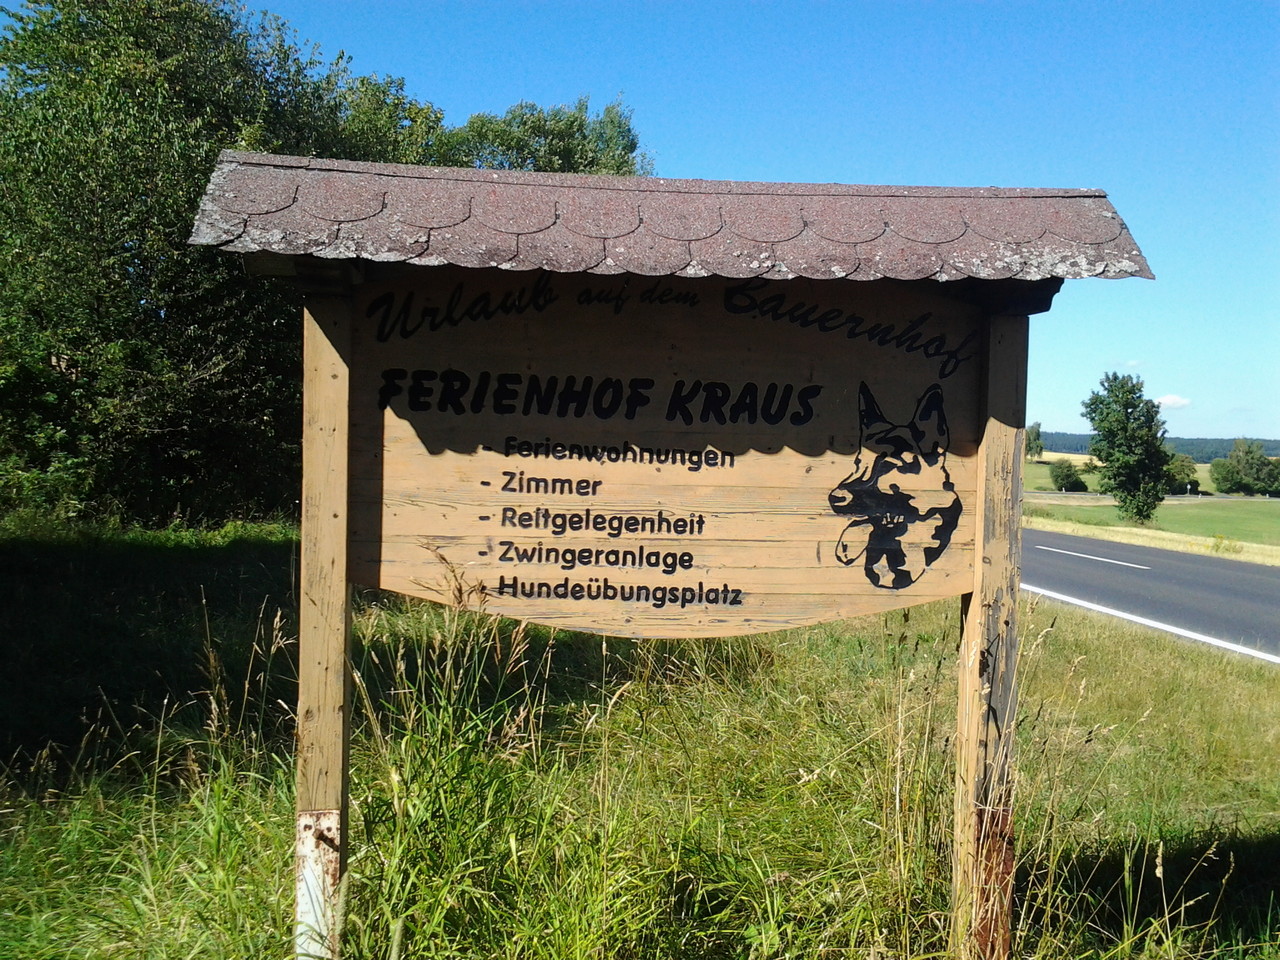 Urlaub auf dem Bauernhof
FERIENHOF KRAUS
- Ferienwohnungen
- Zimmer
- Reitgelegenheit
- Zwingeranlage
- Hundeübungsplatz